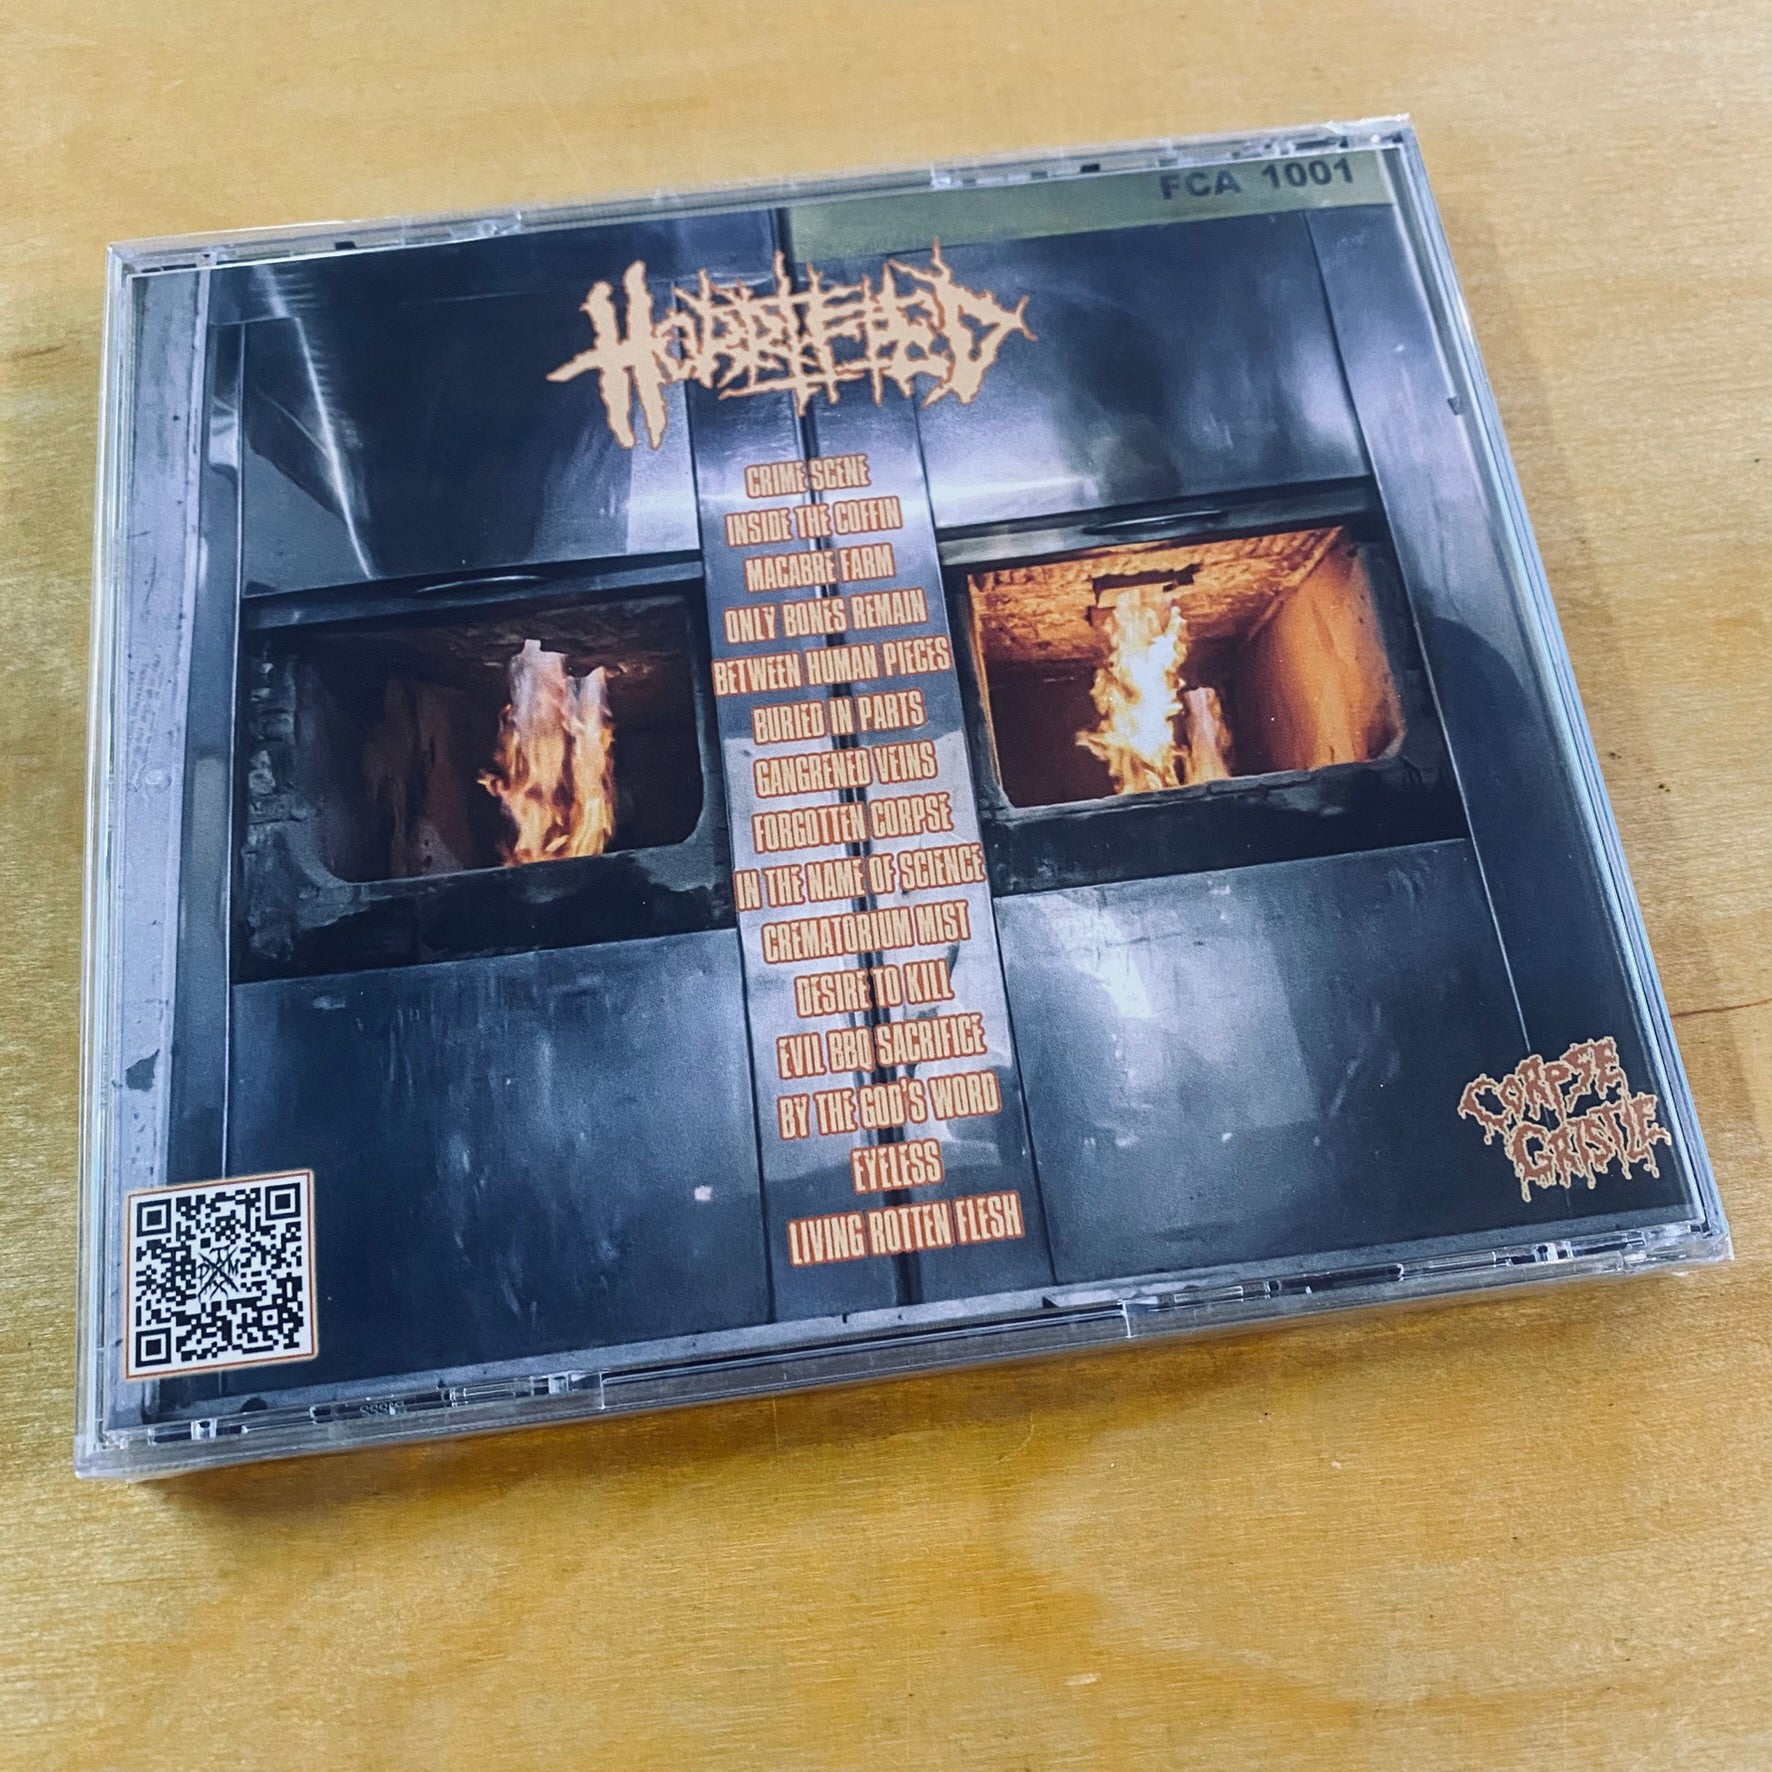 FCA 1001
HORRIFIED
CRIME SCENE
INSIDE THE COFFIN
MACABRE FARM
ONLY BONES REMAIN
BETWEEN HUMAN PIECES
BURIED IN PARTS
GANGRENED VEINS
FORGOTTEN CORPSE
IN THE NAME OF SCIENCE
CREMATORIUM MIST
DESIRE TO KILL
EVIL BBQ SACRIFICE
BY THE GOD'S WORD
EYELESS
LIVING ROTTEN FLESH
CORPSE
GRISTLE